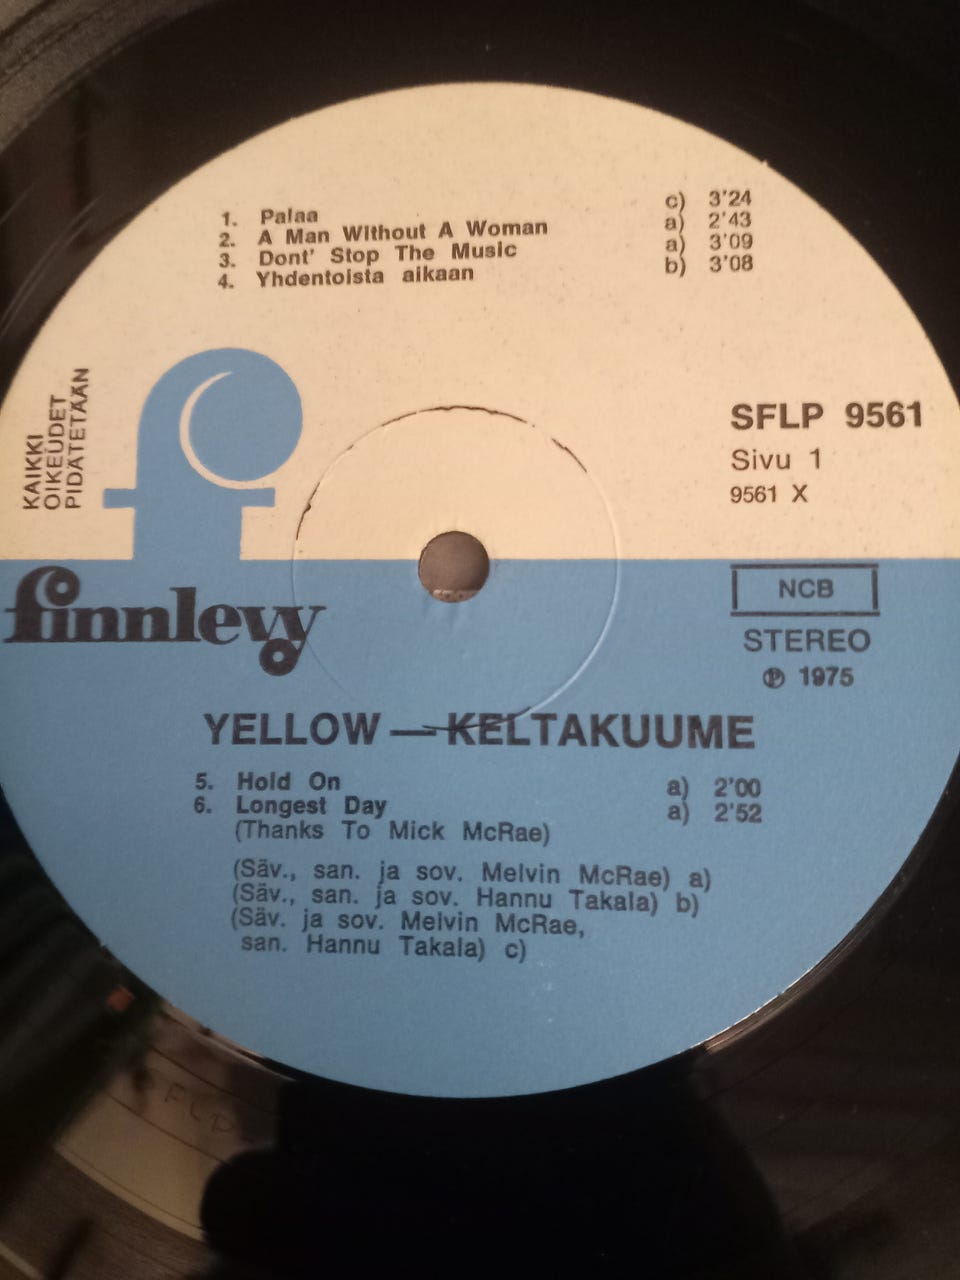 1. Palaa c) 3'24
2. A Man Without A Woman a) 2'43
3. Dont' Stop The Music a) 3'09
4. Yhdentoista aikaan b) 3'08
KAIKKI
OIKEUDET
PIDÄTETÄÄN
SFLP 9561
Sivu 1
9561 X
finnlevy
NCB
STEREO
℗ 1975
YELLOW — KELTAKUUME
5. Hold On a) 2'00
6. Longest Day a) 2'52
(Thanks To Mick McRae)
(Säv., san. ja sov. Melvin McRae) a)
(Säv., san. ja sov. Hannu Takala) b)
(Säv. ja sov. Melvin McRae,
san. Hannu Takala) c)